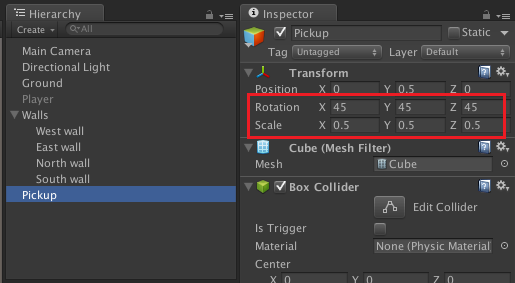 Hierarchy
Create
All
Main Camera
Directional Light
Ground
Player
Walls
West wall
East wall
North wall
South wall
Pickup
Inspector
Pickup Static
Tag Untagged Layer Default
Transform
Position X 0 Y 0.5 Z 0
Rotation X 45 Y 45 Z 45
Scale X 0.5 Y 0.5 Z 0.5
Cube (Mesh Filter)
Mesh Cube
Box Collider
Edit Collider
Is Trigger
Material None (Physic Material
Center
X 0 Y 0 Z 0